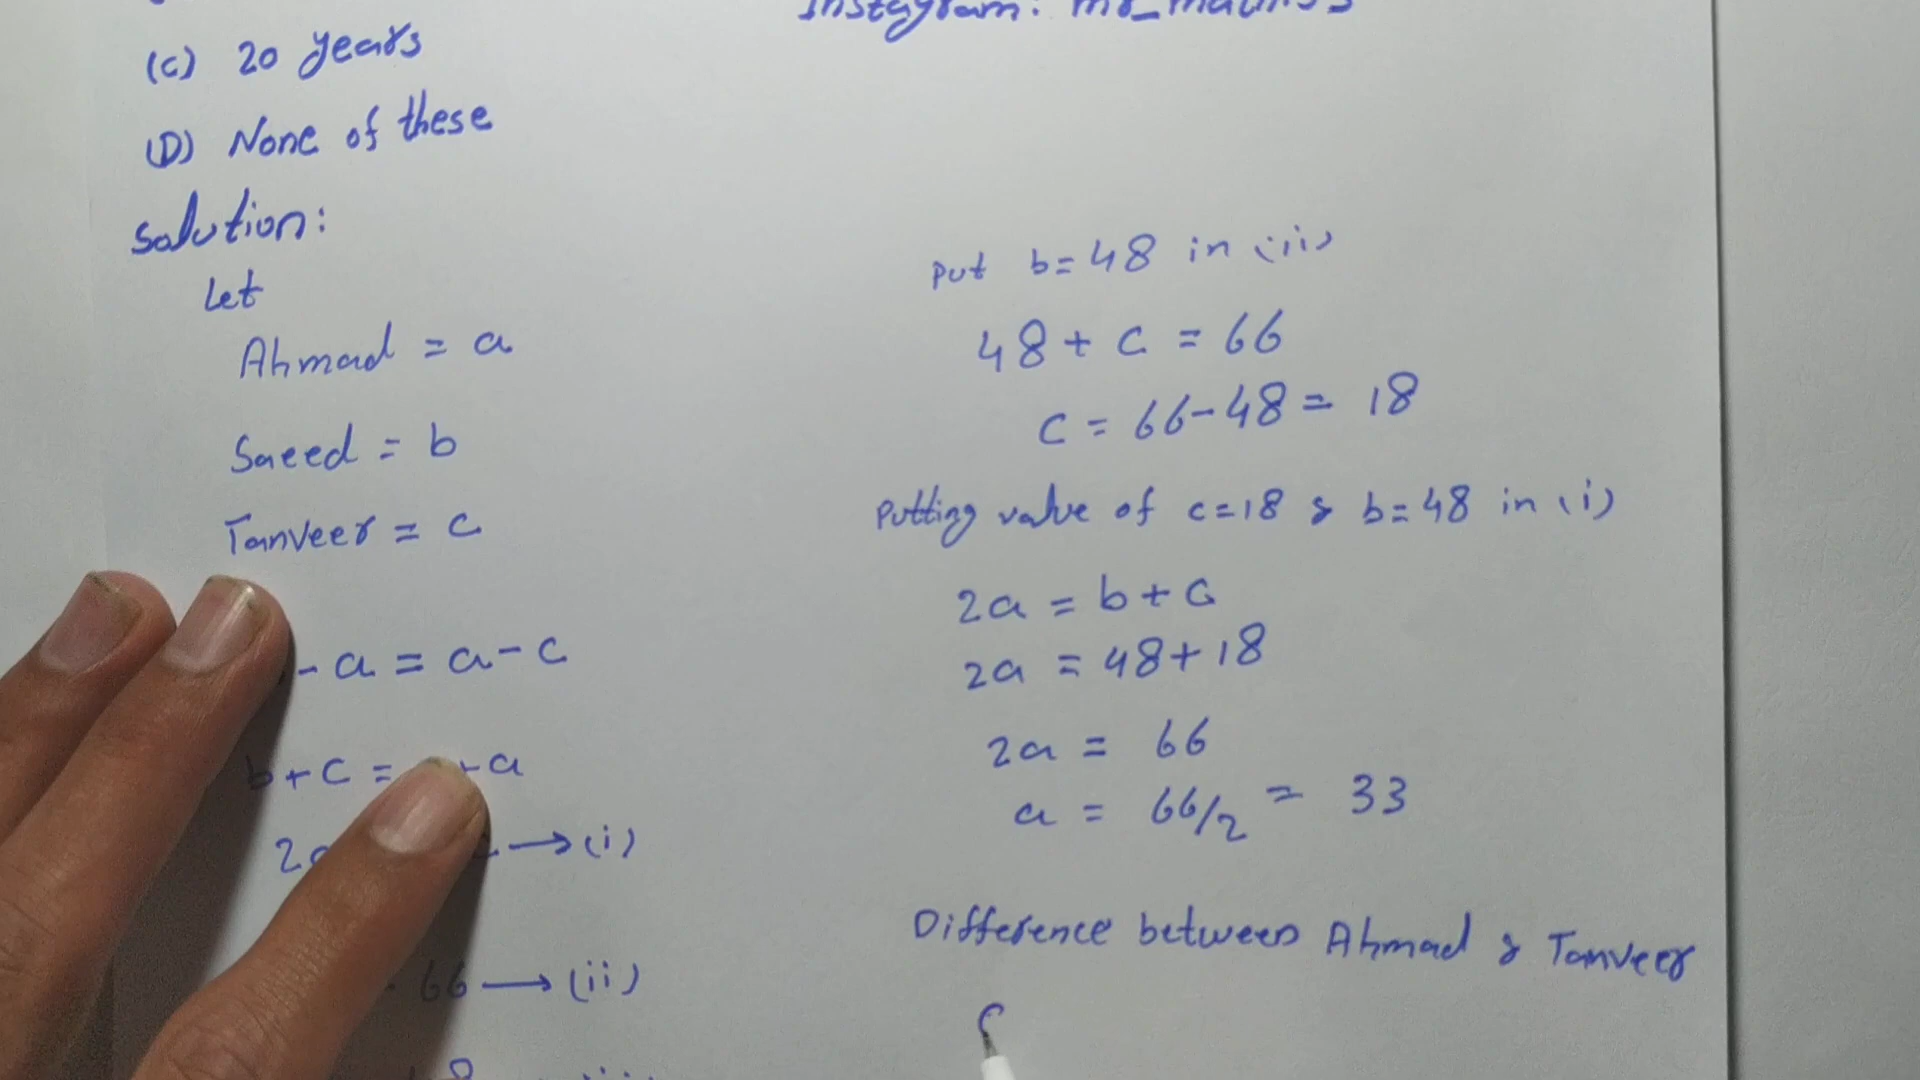 Instagram:
(C) 20 years
(D) None of these
Solution:
Let
Ahmad = a
Saeed = b
Tanveer = c
- a = a - c
b + c = + a
2a → (i)
66 → (ii)
Put b = 48 in (ii)
48 + c = 66
c = 66 - 48 = 18
Putting value of c = 18 & b = 48 in (i)
2a = b + c
2a = 48 + 18
2a = 66
a = 66/2 = 33
Difference between Ahmad & Tanveer